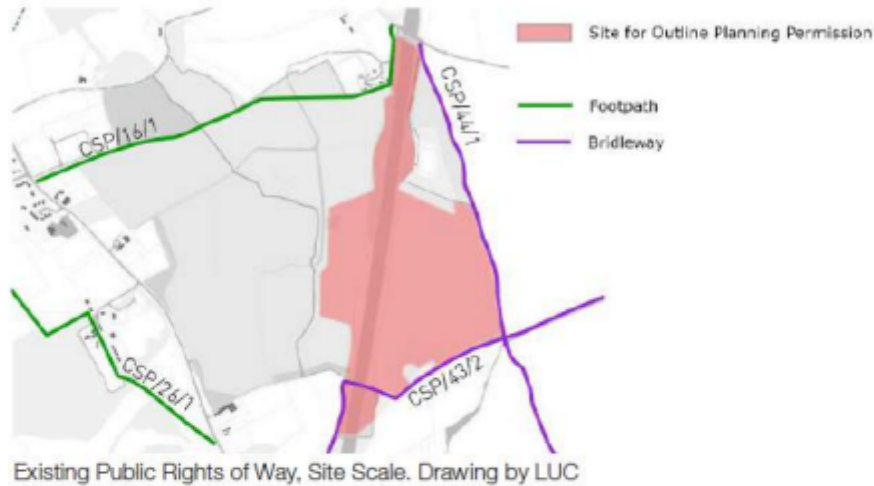 Site for Outline Planning Permission
Footpath
Bridleway
CSP/16/1
CSP/44/1
CSP/26/1
CSP/43/2
Existing Public Rights of Way, Site Scale. Drawing by LUC